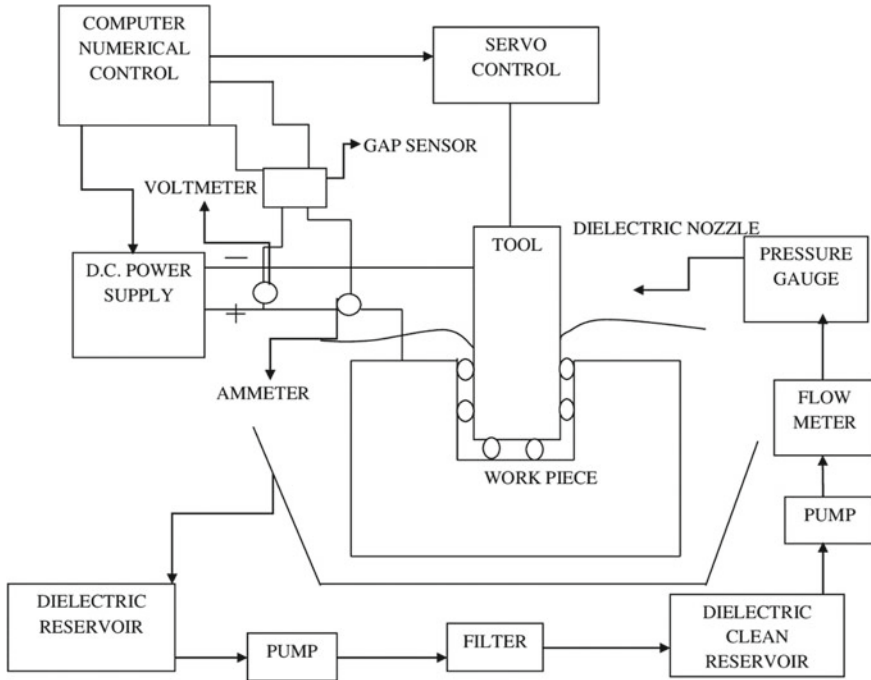 COMPUTER
NUMERICAL
CONTROL
SERVO
CONTROL
GAP SENSOR
VOLTMETER
DIELECTRIC NOZZLE
TOOL
PRESSURE
GAUGE
D.C. POWER
SUPPLY
−
+
AMMETER
FLOW
METER
WORK PIECE
PUMP
DIELECTRIC
RESERVOIR
PUMP
FILTER
DIELECTRIC
CLEAN
RESERVOIR